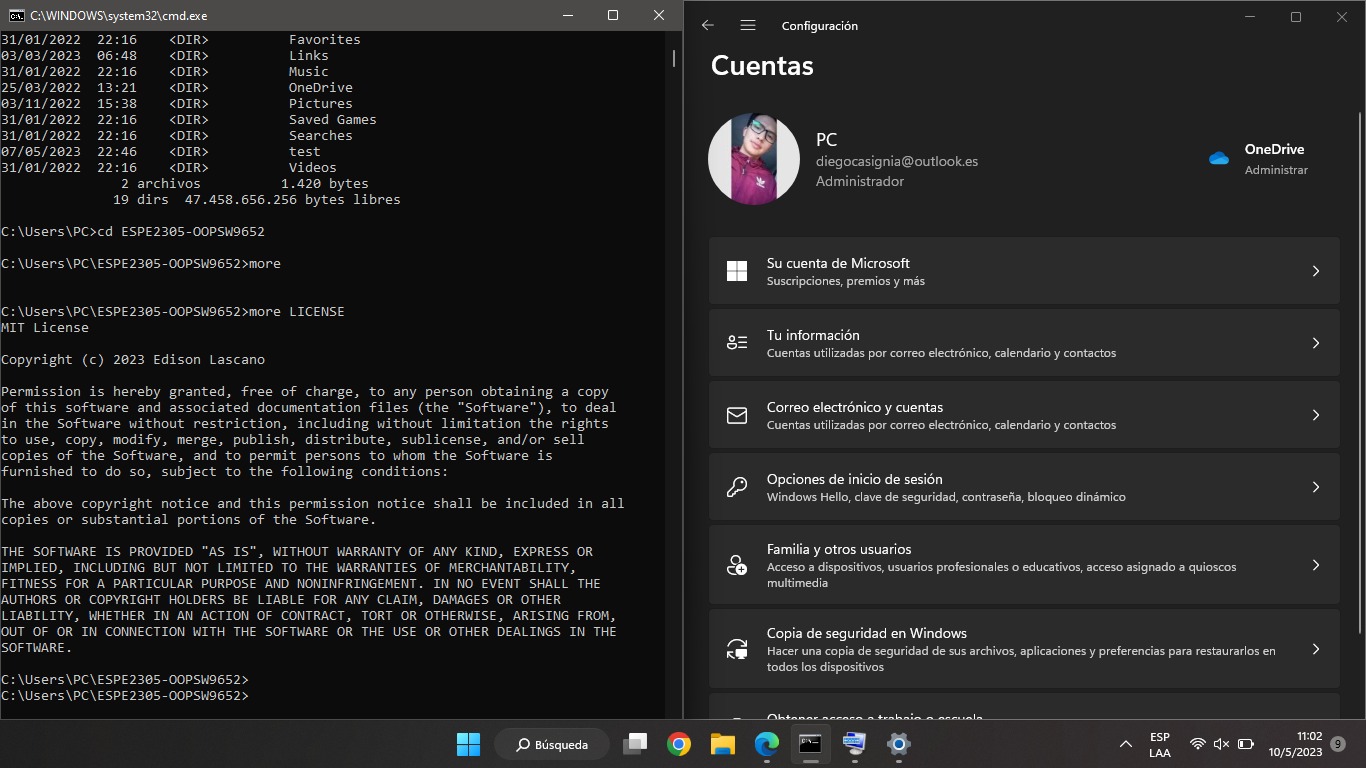 C:\WINDOWS\system32\cmd.exe
31/01/2022  22:16    <DIR>          Favorites
03/03/2023  06:48    <DIR>          Links
31/01/2022  22:16    <DIR>          Music
25/03/2022  13:21    <DIR>          OneDrive
03/11/2022  15:38    <DIR>          Pictures
31/01/2022  22:16    <DIR>          Saved Games
31/01/2022  22:16    <DIR>          Searches
07/05/2023  22:46    <DIR>          test
31/01/2022  22:16    <DIR>          Videos
2 archivos          1.420 bytes
19 dirs  47.458.656.256 bytes libres
C:\Users\PC>cd ESPE2305-OOPSW9652
C:\Users\PC\ESPE2305-OOPSW9652>more
C:\Users\PC\ESPE2305-OOPSW9652>more LICENSE
MIT License
Copyright (c) 2023 Edison Lascano
Permission is hereby granted, free of charge, to any person obtaining a copy
of this software and associated documentation files (the "Software"), to deal
in the Software without restriction, including without limitation the rights
to use, copy, modify, merge, publish, distribute, sublicense, and/or sell
copies of the Software, and to permit persons to whom the Software is
furnished to do so, subject to the following conditions:
The above copyright notice and this permission notice shall be included in all
copies or substantial portions of the Software.
THE SOFTWARE IS PROVIDED "AS IS", WITHOUT WARRANTY OF ANY KIND, EXPRESS OR
IMPLIED, INCLUDING BUT NOT LIMITED TO THE WARRANTIES OF MERCHANTABILITY,
FITNESS FOR A PARTICULAR PURPOSE AND NONINFRINGEMENT. IN NO EVENT SHALL THE
AUTHORS OR COPYRIGHT HOLDERS BE LIABLE FOR ANY CLAIM, DAMAGES OR OTHER
LIABILITY, WHETHER IN AN ACTION OF CONTRACT, TORT OR OTHERWISE, ARISING FROM,
OUT OF OR IN CONNECTION WITH THE SOFTWARE OR THE USE OR OTHER DEALINGS IN THE
SOFTWARE.
C:\Users\PC\ESPE2305-OOPSW9652>
C:\Users\PC\ESPE2305-OOPSW9652>
Configuración
Cuentas
PC
diegocasignia@outlook.es
Administrador
OneDrive
Administrar
Su cuenta de Microsoft
Suscripciones, premios y más
Tu información
Cuentas utilizadas por correo electrónico, calendario y contactos
Correo electrónico y cuentas
Cuentas utilizadas por correo electrónico, calendario y contactos
Opciones de inicio de sesión
Windows Hello, clave de seguridad, contraseña, bloqueo dinámico
Familia y otros usuarios
Acceso a dispositivos, usuarios profesionales o educativos, acceso asignado a quioscos
multimedia
Copia de seguridad en Windows
Hacer una copia de seguridad de sus archivos, aplicaciones y preferencias para restaurarlos en
todos los dispositivos
Obtener acceso a trabajo o escuela
Búsqueda
ESP
LAA
11:02
10/5/2023
9